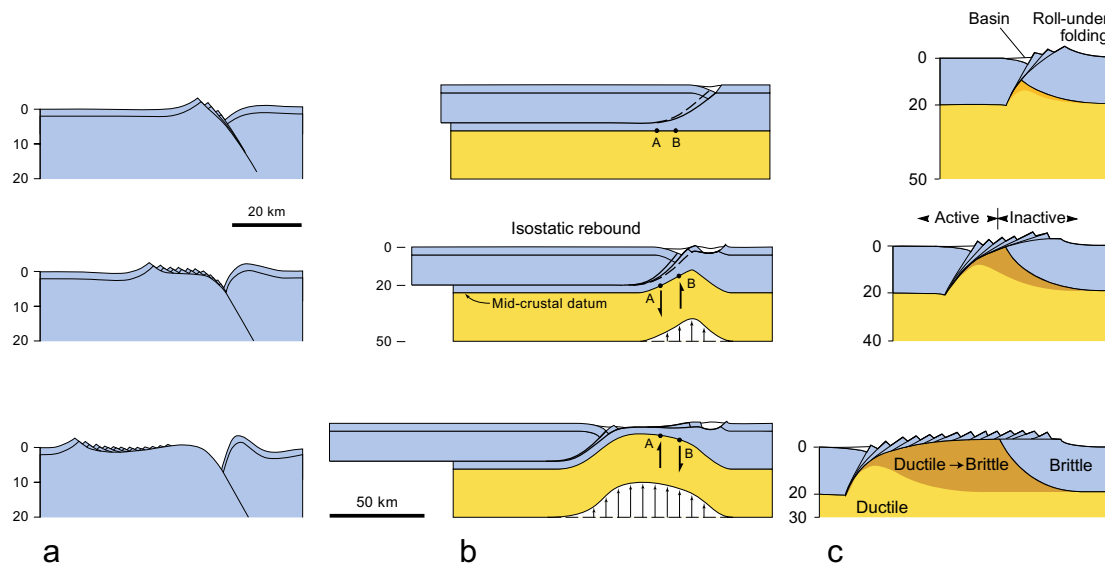 0
10
20
20 km
0
10
20
0
10
20
a
A B
Isostatic rebound
0
20
50
A
B
Mid-crustal datum
A
B
50 km
b
Basin
Roll-under
folding
0
20
50
Active Inactive
0
20
40
0
20
30
Ductile → Brittle
Brittle
Ductile
c